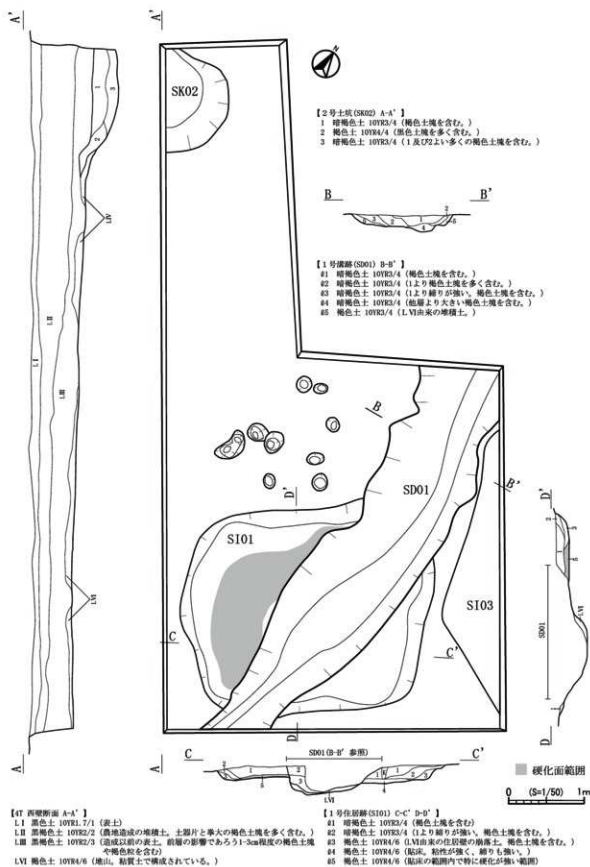 A'
A'
SK02
N
【2号土坑(SK02) A-A'】
1 暗褐色土 10YR3/4 (褐色土塊を含む。)
2 褐色土 10YR4/4 (黒色土塊を多く含む。)
3 暗褐色土 10YR3/4 (1及び2よい多くの褐色土塊を含む。)
B B'
【1号溝跡(SD01) B-B'】
#1 暗褐色土 10YR3/4 (褐色土塊を含む。)
#2 暗褐色土 10YR3/4 (1より褐色土塊を多く含む。)
#3 暗褐色土 10YR3/4 (1より締りが強い。褐色土塊を含む。)
#4 暗褐色土 10YR3/4 (他層より大きい褐色土塊を含む。)
#5 褐色土 10YR3/4 (LⅥ由来の堆積土。)
LⅣ
LⅠ
LⅡ
LⅢ
LⅥ
B
B'
D'
SD01
SI01
SI03
C
C'
D
D'
SD01
LⅥ
D
A
A
C SD01(B-B' 参照) C'
LⅥ
硬化面範囲
0 (S=1/50) 1m
【4T 西壁断面 A-A'】
LⅠ 黒色土 10YR1.7/1 (表土)
LⅡ 黒褐色土 10YR2/2 (農地造成の堆積土。土器片と拳大の褐色土塊を多く含む。)
LⅢ 黒褐色土 10YR2/3 (造成以前の表土。前層の影響であろう1-3cm程度の褐色土塊
や褐色粒を含む)
LⅥ 褐色土 10YR4/6 (地山。粘質土で構成されている。)
【1号住居跡(SI01) C-C' D-D'】
#1 暗褐色土 10YR3/4 (褐色土塊を含む)
#2 暗褐色土 10YR3/4 (1より締りが強い。褐色土塊を含む。)
#3 褐色土 10YR4/6 (LⅥ由来の住居壁の崩落土。褐色土塊を含む。)
#4 褐色土 10YR4/6 (貼床。粘性が強く、締りも強い。)
#5 褐色土 10YR4/6 (貼床の範囲内で特に硬化が強い範囲)